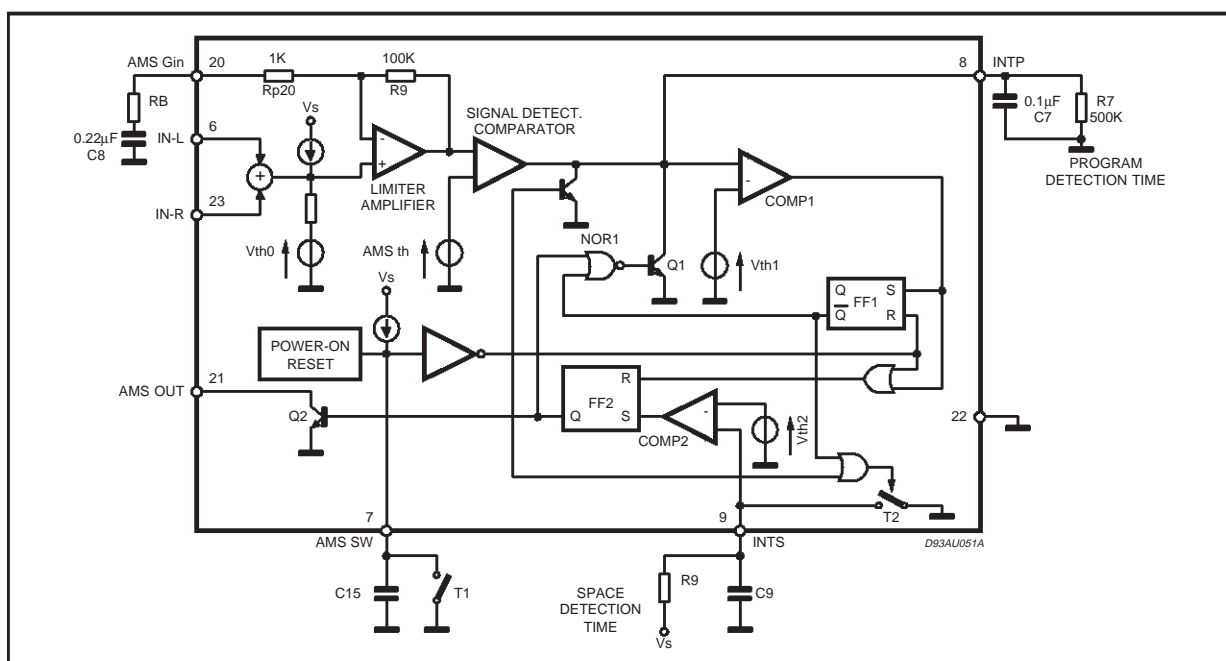 AMS Gin
20
1K
Rp20
100K
R9
8
INTP
0.1µF
C7
R7
500K
PROGRAM
DETECTION TIME
RB
0.22µF
C8
IN-L
6
Vs
SIGNAL DETECT.
COMPARATOR
-
+
LIMITER
AMPLIFIER
+
-
COMP1
IN-R
23
Vth0
AMS th
NOR1
Q1
Vth1
Vs
Q
S
FF1
Q
R
POWER-ON
RESET
AMS OUT
21
Q2
R
FF2
Q
S
-
COMP2
Vth2
22
T2
7
AMS SW
9
INTS
D93AU051A
C15
T1
SPACE
DETECTION
TIME
R9
C9
Vs